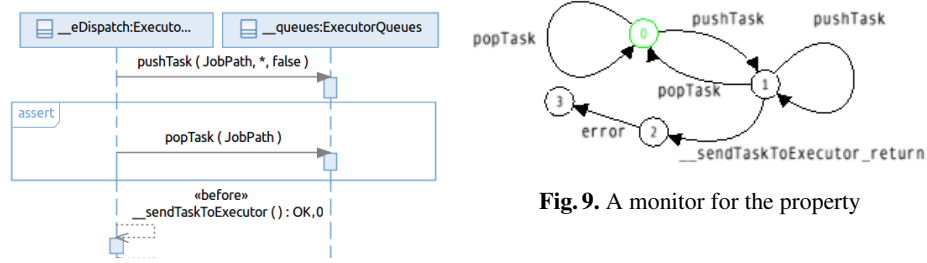 __eDispatch:Executo...
__queues:ExecutorQueues
pushTask ( JobPath, *, false )
assert
popTask ( JobPath )
«before»
__sendTaskToExecutor ( ) : OK,0
popTask
0
pushTask
pushTask
popTask
1
3
error
2
__sendTaskToExecutor_return
Fig. 9. A monitor for the property